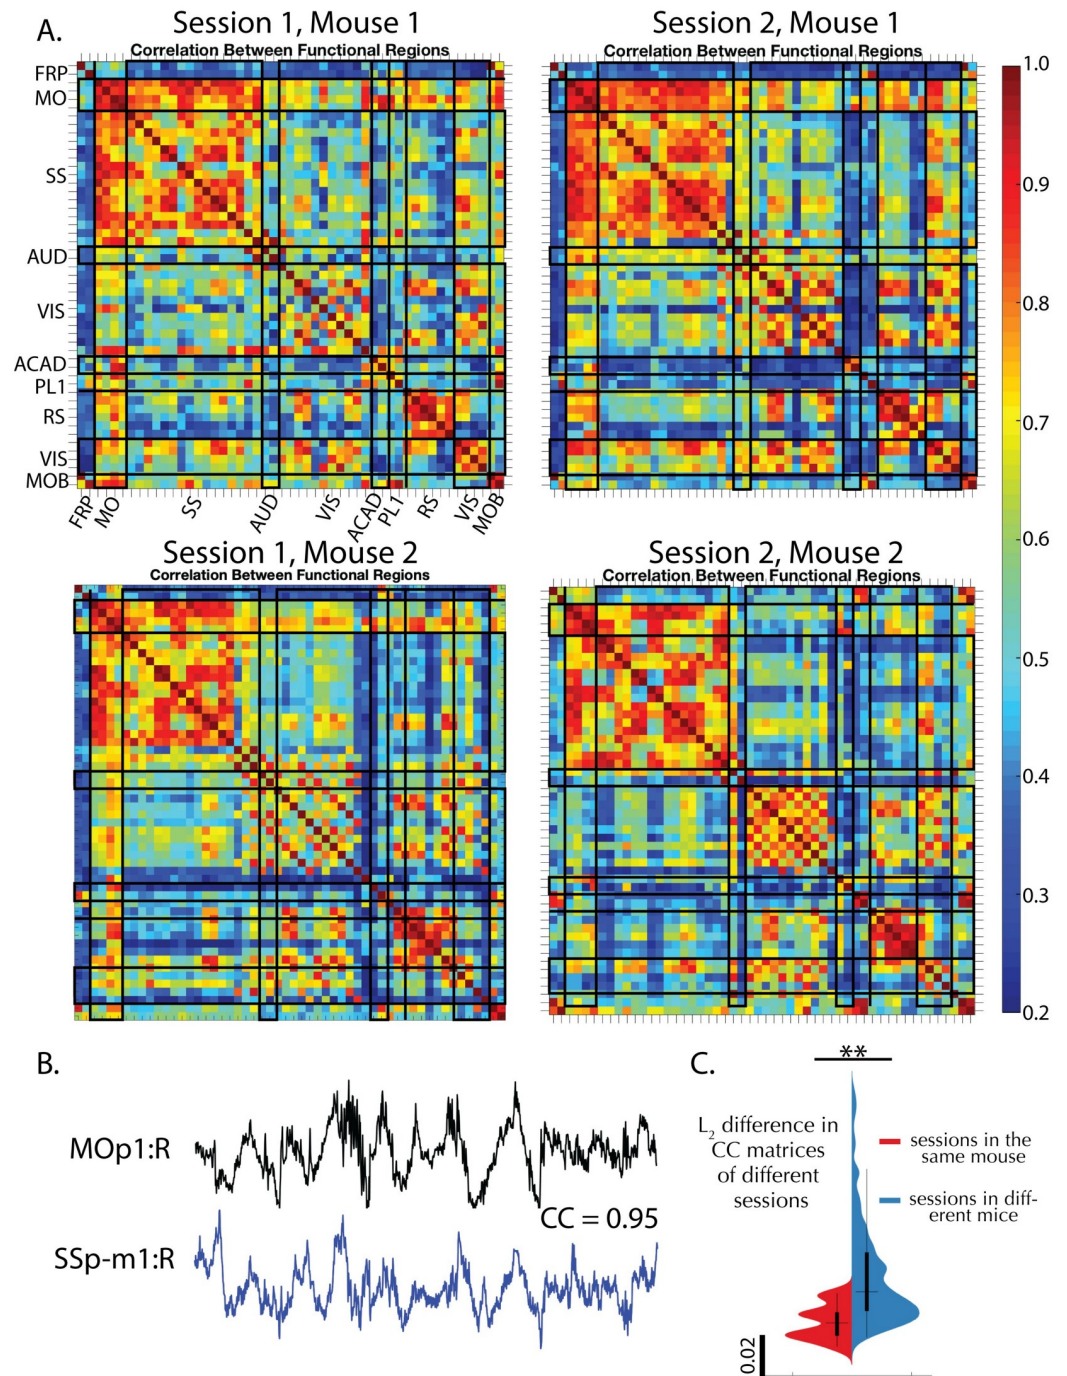 A.
Session 1, Mouse 1
Correlation Between Functional Regions
Session 2, Mouse 1
Correlation Between Functional Regions
FRP
MO
SS
AUD
VIS
ACAD
PL1
RS
VIS
MOB
FRP
MO
SS
AUD
VIS
ACAD
PL1
RS
VIS
MOB
1.0
0.9
0.8
0.7
0.6
0.5
0.4
0.3
0.2
Session 1, Mouse 2
Correlation Between Functional Regions
Session 2, Mouse 2
Correlation Between Functional Regions
B.
MOp1:R
CC = 0.95
SSp-m1:R
C.
**
L2 difference in
CC matrices
of different
sessions
sessions in the
same mouse
sessions in diff-
erent mice
0.02